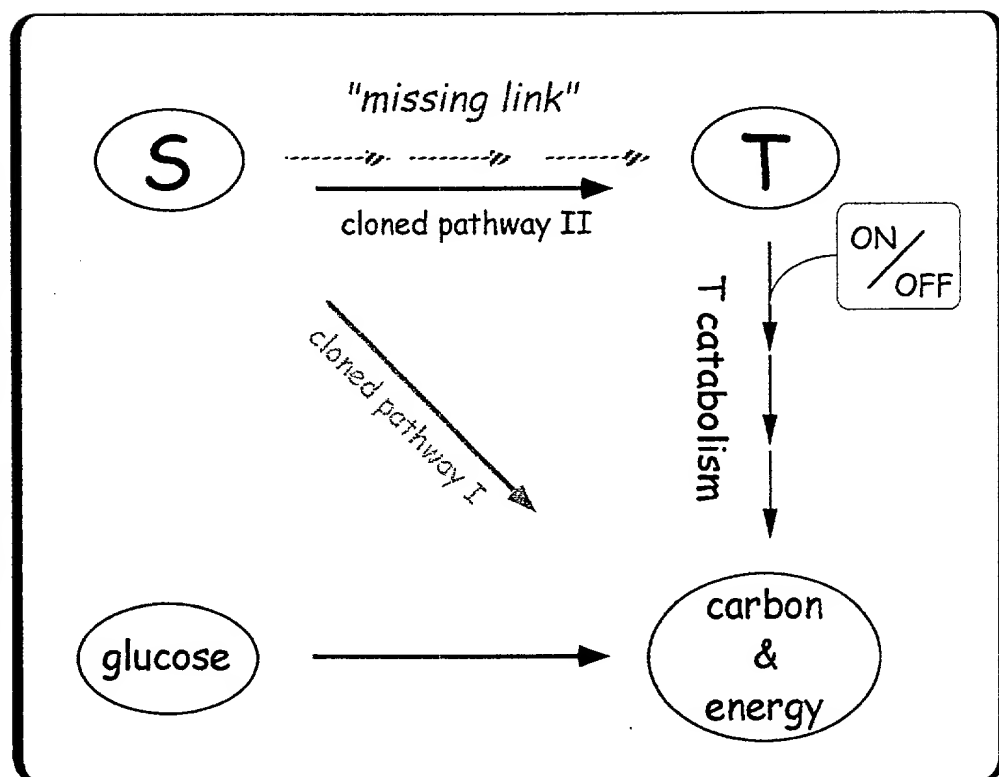 "missing link"
S
T
cloned pathway II
ON/OFF
T catabolism
cloned pathway I
glucose
carbon
&
energy